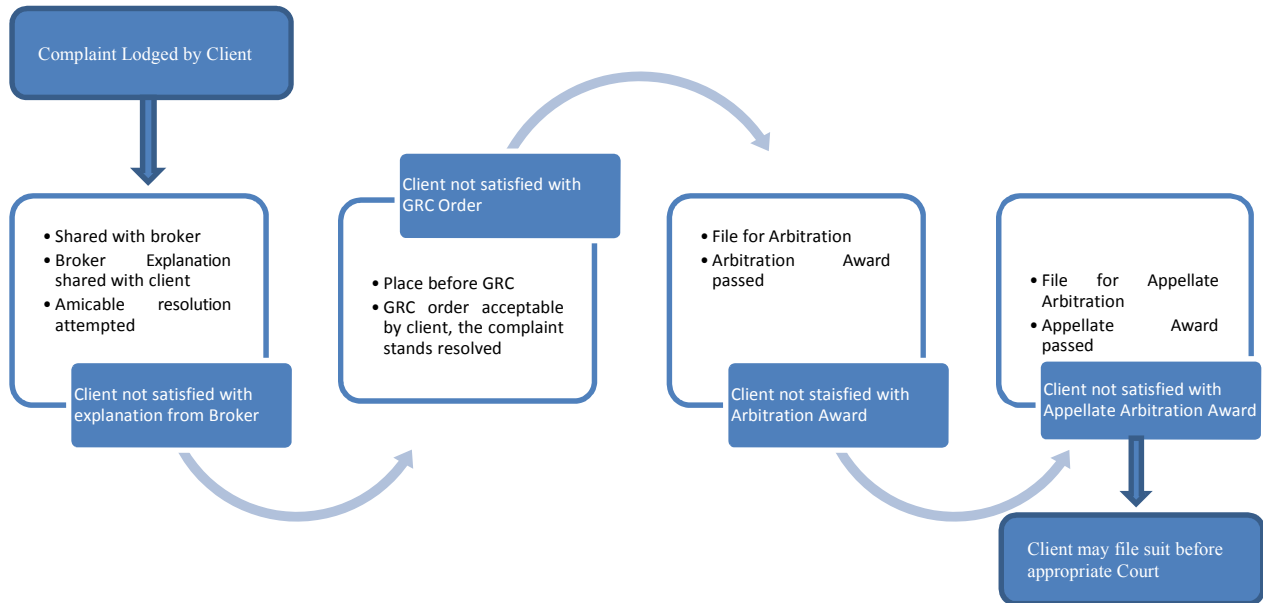 Complaint Lodged by Client
• Shared with broker
• Broker Explanation
shared with client
• Amicable resolution
attempted
Client not satisfied with
explanation from Broker
Client not satisfied with
GRC Order
• Place before GRC
• GRC order acceptable
by client, the complaint
stands resolved
• File for Arbitration
• Arbitration Award
passed
Client not staisfied with
Arbitration Award
• File for Appellate
Arbitration
• Appellate Award
passed
Client not satisfied with
Appellate Arbitration Award
Client may file suit before
appropriate Court